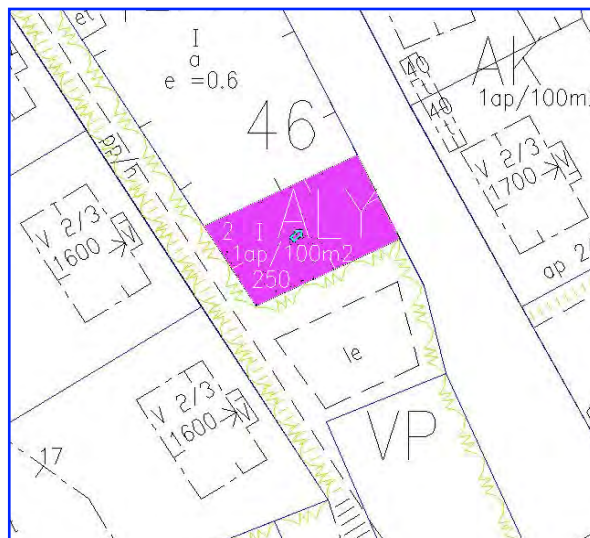 et
I
a
e =0.6
46
pp/h
40
40
AK
1ap/100m2
V 2/3
1700
V
ap 2
V 2/3
1600
V
ALY
2 I
1ap/100m2
250
le
V 2/3
1600
V
VP
17